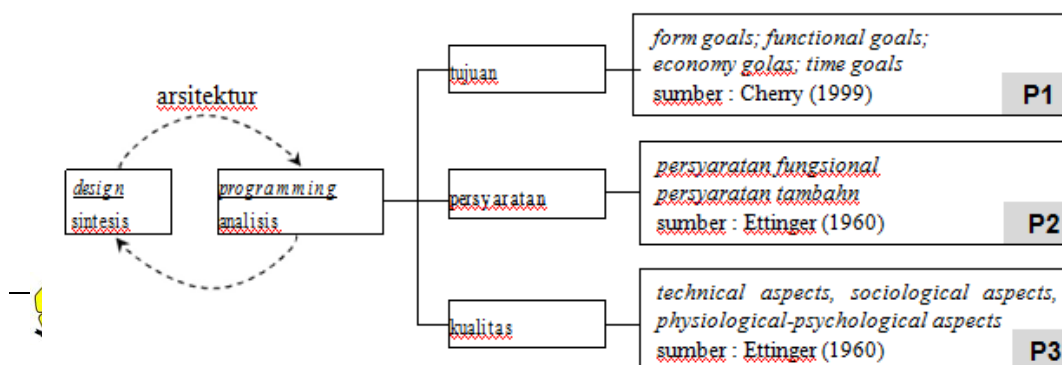 arsitektur
design
sintesis
programming
analisis
tujuan
form goals; functional goals;
economy golas; time goals
sumber : Cherry (1999)
P1
persyaratan
persyaratan fungsional
persyaratan tambahn
sumber : Ettinger (1960)
P2
kualitas
technical aspects, sociological aspects,
physiological-psychological aspects
sumber : Ettinger (1960)
P3